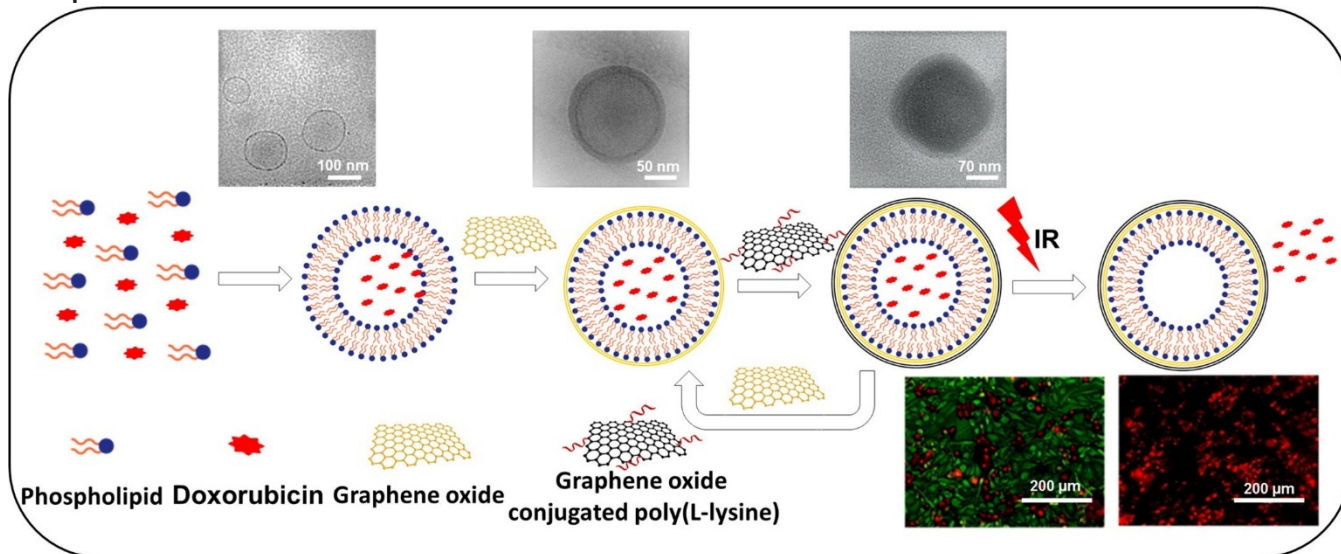 100 nm
50 nm
70 nm
IR
Phospholipid
Doxorubicin
Graphene oxide
Graphene oxide
conjugated poly(L-lysine)
200 µm
200 µm